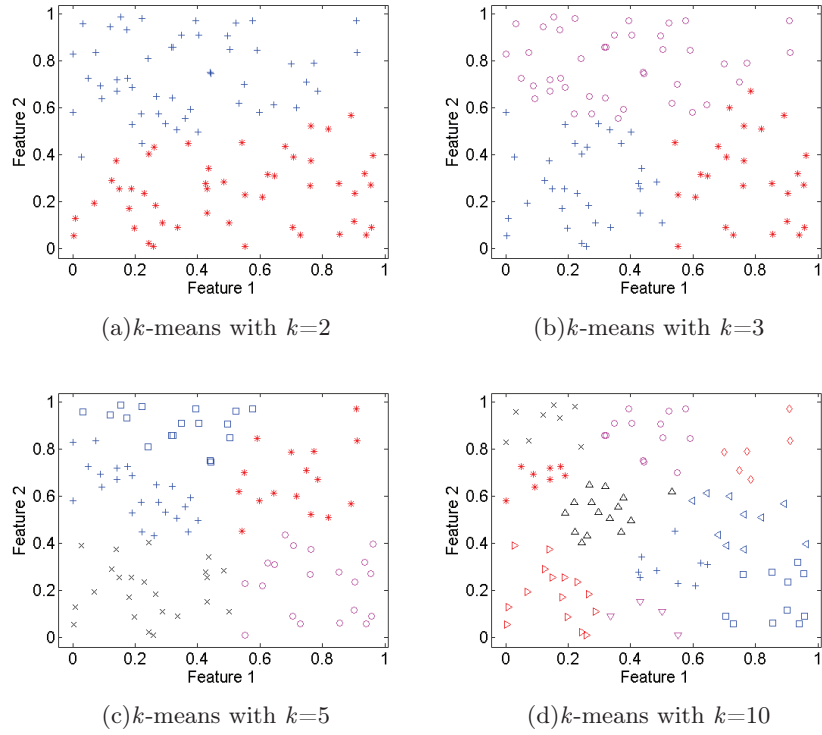 1
0.8
0.6
0.4
0.2
0
Feature 2
0 0.2 0.4 0.6 0.8 1
Feature 1
(a)k-means with k=2
1
0.8
0.6
0.4
0.2
0
Feature 2
0 0.2 0.4 0.6 0.8 1
Feature 1
(b)k-means with k=3
1
0.8
0.6
0.4
0.2
0
Feature 2
0 0.2 0.4 0.6 0.8 1
Feature 1
(c)k-means with k=5
1
0.8
0.6
0.4
0.2
0
Feature 2
0 0.2 0.4 0.6 0.8 1
Feature 1
(d)k-means with k=10